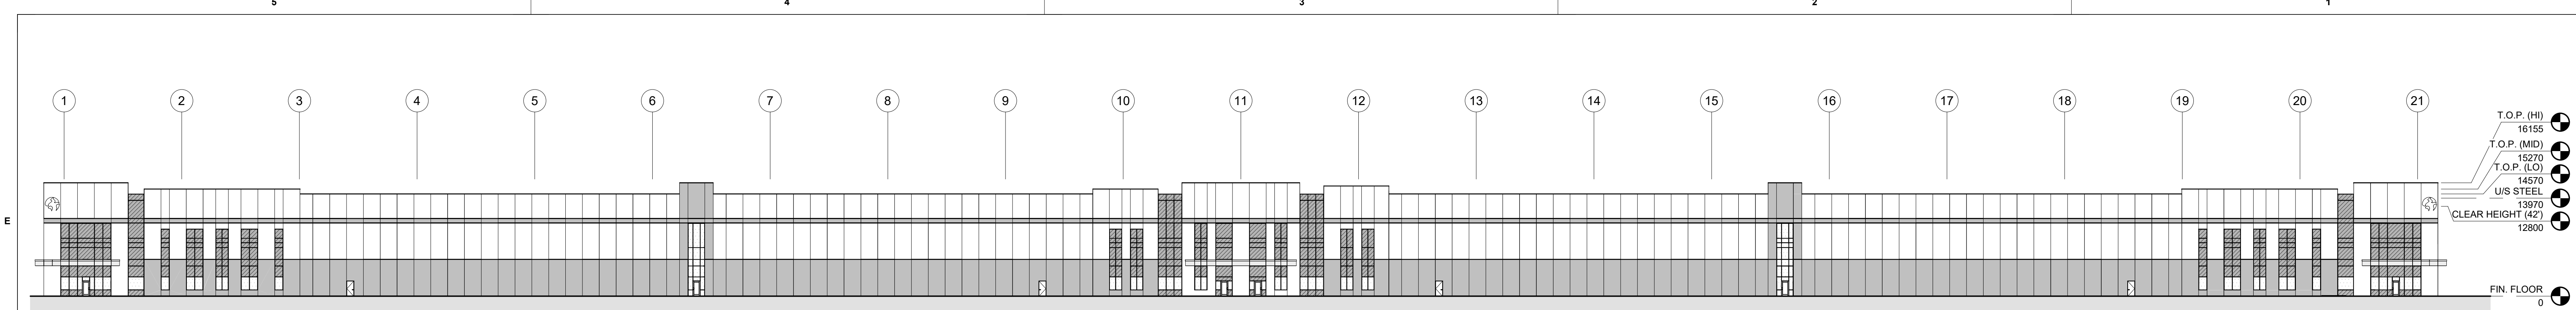 5 4 3 2 1
1 2 3 4 5 6 7 8 9 10 11 12 13 14 15 16 17 18 19 20 21
T.O.P. (HI)
16155
T.O.P. (MID)
15270
T.O.P. (LO)
14570
U/S STEEL
13970
CLEAR HEIGHT (42')
12800
E
FIN. FLOOR
0